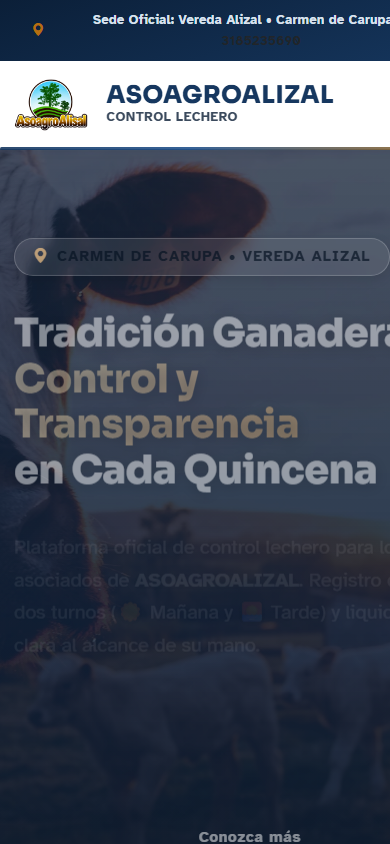 Sede Oficial: Vereda Alizal • Carmen de Carupa
AsoagroAlisal
ASOAGROALIZAL
CONTROL LECHERO
CARMEN DE CARUPA • VEREDA ALIZAL
Tradición Ganadera
Control y
Transparencia
en Cada Quincena
Plataforma oficial de control lechero para
asociados de ASOAGROALIZAL. Registro
dos turnos ( Mañana y Tarde) y
clara al alcance de su mano.
Conozca más